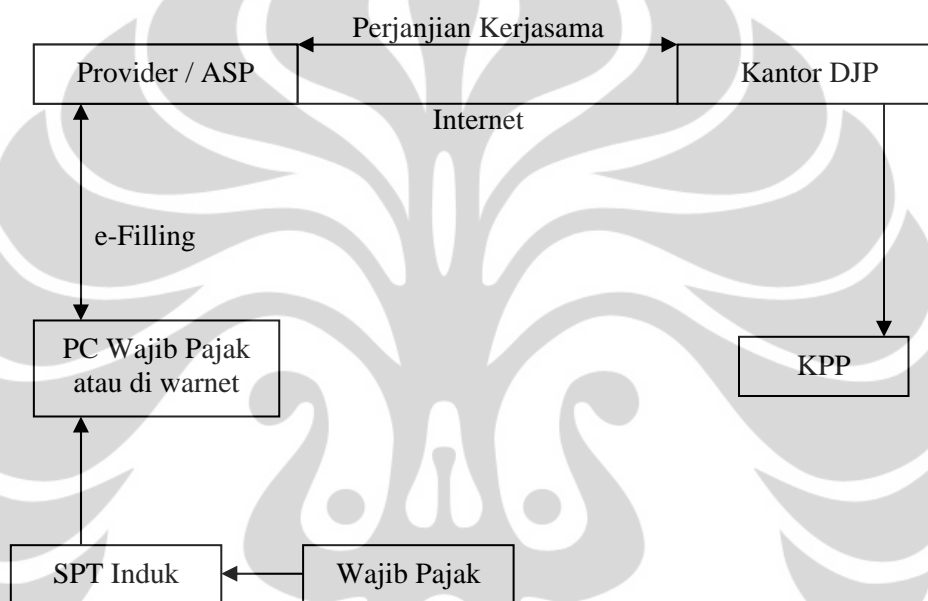 Perjanjian Kerjasama
Provider / ASP
Kantor DJP
Internet
e-Filling
PC Wajib Pajak
atau di warnet
KPP
SPT Induk
Wajib Pajak